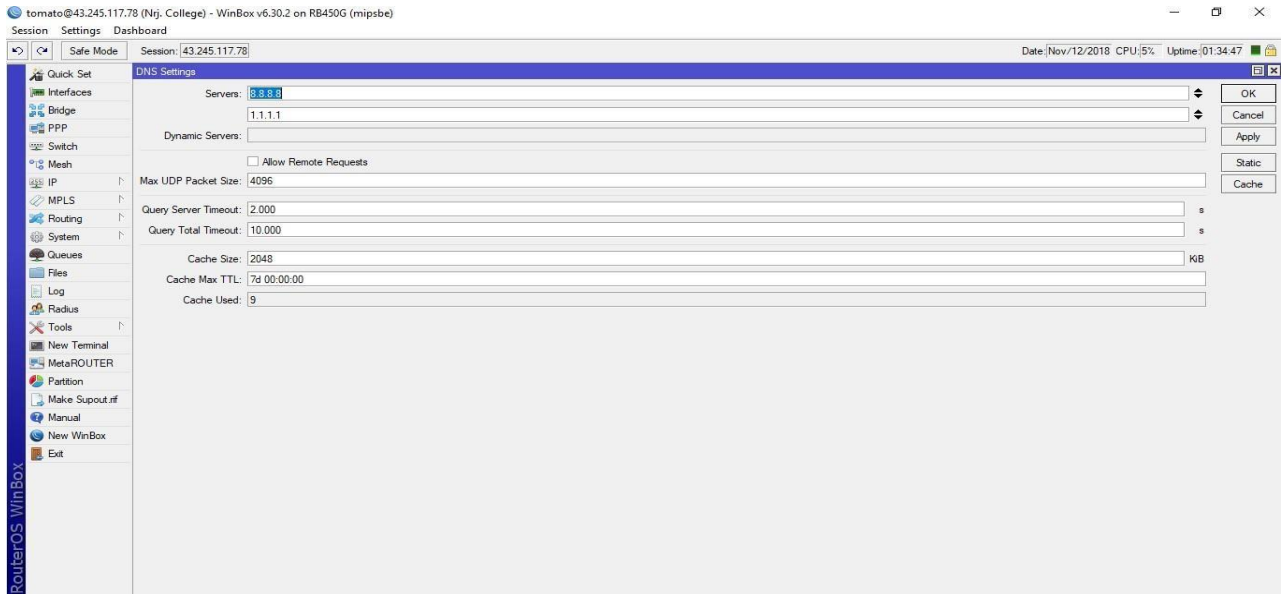 tomato@43.245.117.78 (Nrj. College) - WinBox v6.30.2 on RB450G (mipsbe)
Session Settings Dashboard
Safe Mode Session: 43.245.117.78 Date: Nov/12/2018 CPU: 5% Uptime: 01:34:47
Quick Set
Interfaces
Bridge
PPP
Switch
Mesh
IP
MPLS
Routing
System
Queues
Files
Log
Radius
Tools
New Terminal
MetaROUTER
Partition
Make Supout.rif
Manual
New WinBox
Exit
RouterOS WinBox
DNS Settings
Servers: 8.8.8.8
1.1.1.1
Dynamic Servers:
Allow Remote Requests
Max UDP Packet Size: 4096
Query Server Timeout: 2.000 s
Query Total Timeout: 10.000 s
Cache Size: 2048 KiB
Cache Max TTL: 7d 00:00:00
Cache Used: 9
OK
Cancel
Apply
Static
Cache